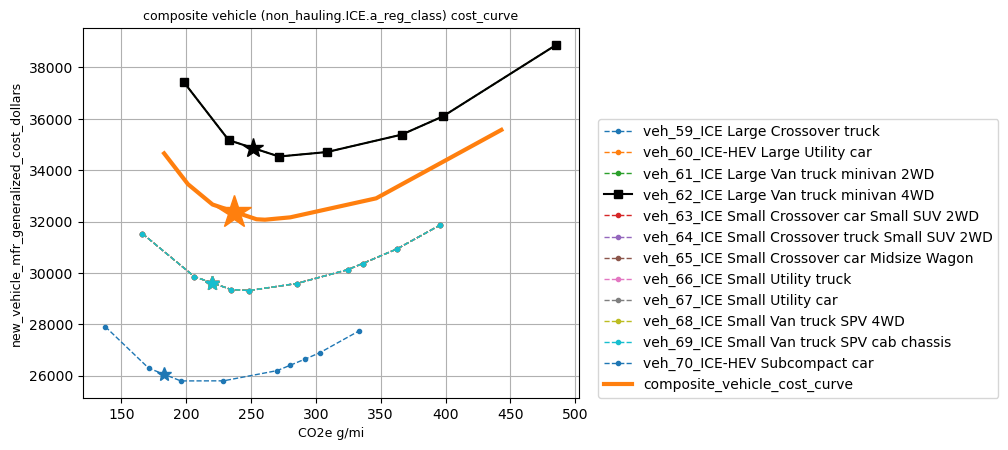 composite vehicle (non_hauling.ICE.a_reg_class) cost_curve
new_vehicle_mfr_generalized_cost_dollars
38000
36000
34000
32000
30000
28000
26000
150
200
250
300
350
400
450
500
CO2e g/mi
veh_59_ICE Large Crossover truck
veh_60_ICE-HEV Large Utility car
veh_61_ICE Large Van truck minivan 2WD
veh_62_ICE Large Van truck minivan 4WD
veh_63_ICE Small Crossover car Small SUV 2WD
veh_64_ICE Small Crossover truck Small SUV 2WD
veh_65_ICE Small Crossover car Midsize Wagon
veh_66_ICE Small Utility truck
veh_67_ICE Small Utility car
veh_68_ICE Small Van truck SPV 4WD
veh_69_ICE Small Van truck SPV cab chassis
veh_70_ICE-HEV Subcompact car
composite_vehicle_cost_curve